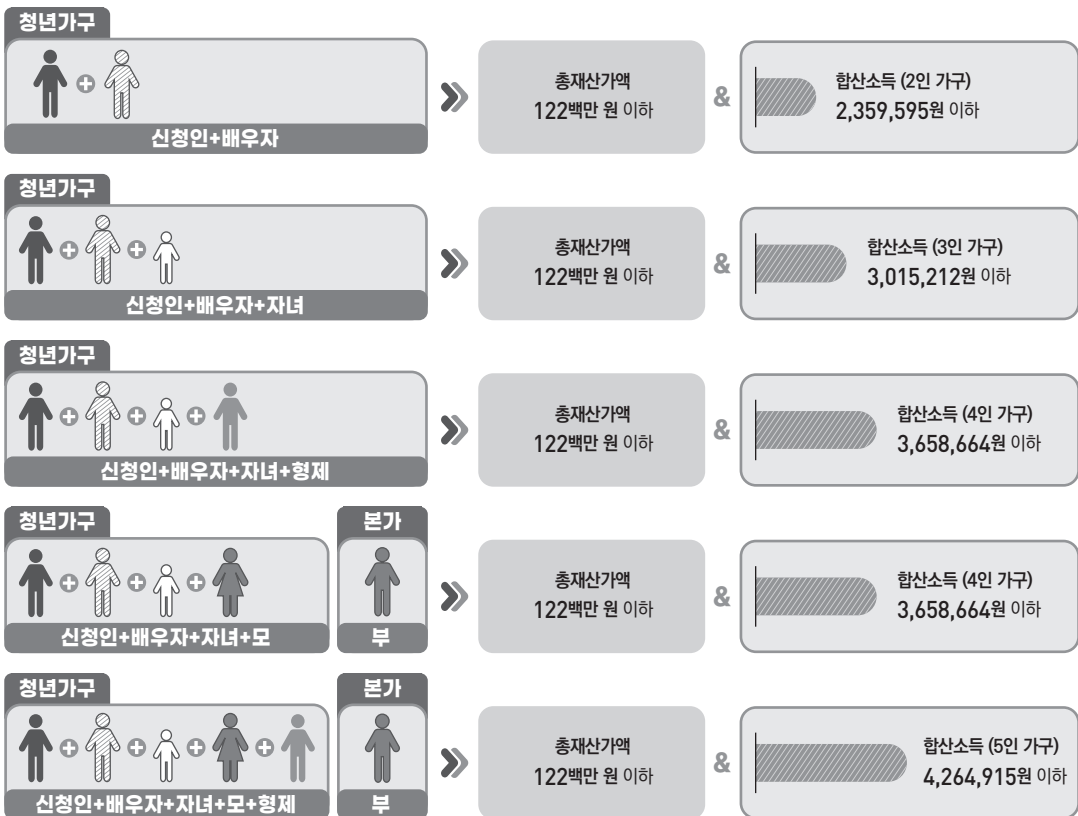 청년가구
신청인+배우자
총재산가액
122백만 원 이하
&
합산소득 (2인 가구)
2,359,595원 이하
청년가구
신청인+배우자+자녀
총재산가액
122백만 원 이하
&
합산소득 (3인 가구)
3,015,212원 이하
청년가구
신청인+배우자+자녀+형제
총재산가액
122백만 원 이하
&
합산소득 (4인 가구)
3,658,664원 이하
청년가구
신청인+배우자+자녀+모
본가
부
총재산가액
122백만 원 이하
&
합산소득 (4인 가구)
3,658,664원 이하
청년가구
신청인+배우자+자녀+모+형제
본가
부
총재산가액
122백만 원 이하
&
합산소득 (5인 가구)
4,264,915원 이하